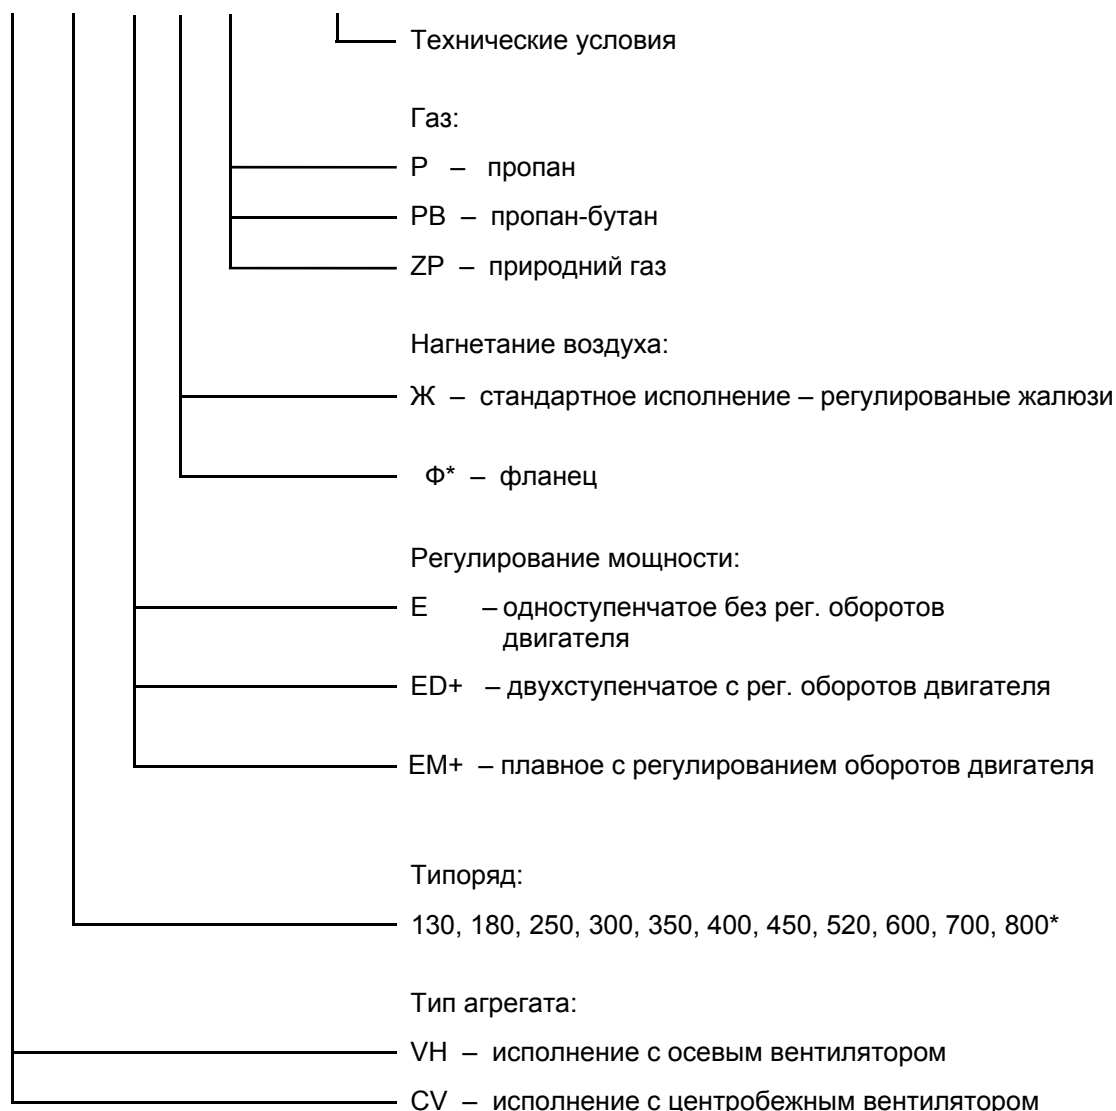 Технические условия
Газ:
P – пропан
PB – пропан-бутан
ZP – природний газ
Нагнетание воздуха:
Ж – стандартное исполнение – регулированые жалюзи
Ф* – фланец
Регулирование мощности:
E – одноступенчатое без рег. оборотов
двигателя
ED+ – двухступенчатое с рег. оборотов двигателя
EM+ – плавное с регулированием оборотов двигателя
Типоряд:
130, 180, 250, 300, 350, 400, 450, 520, 600, 700, 800*
Тип агрегата:
VH – исполнение с осевым вентилятором
CV – исполнение с центробежным вентилятором